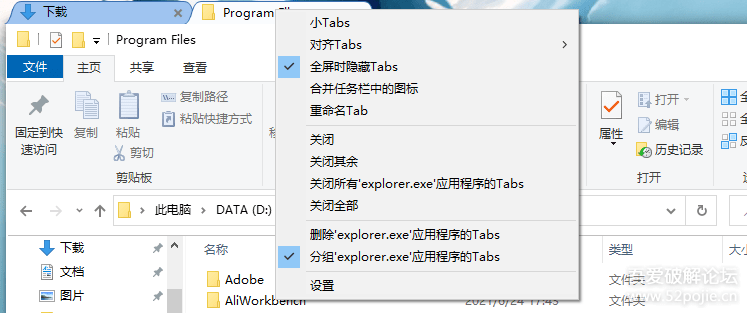 下载
Program Fi
Program Files
文件
主页
共享
查看
固定到快
速访问
复制
粘贴
复制路径
粘贴快捷方式
剪切
剪贴板
小Tabs
对齐Tabs
全屏时隐藏Tabs
合并任务栏中的图标
重命名Tab
关闭
关闭其余
关闭所有'explorer.exe'应用程序的Tabs
关闭全部
删除'explorer.exe'应用程序的Tabs
分组'explorer.exe'应用程序的Tabs
设置
属性
打开
编辑
历史记录
打开
全
全
反
此电脑
DATA (D:)
下载
文档
图片
名称
类型
大小
Adobe
文件夹
AliWorkbench
2021/6/24 17:43
文件夹
吾爱破解论坛
www.52pojie.cn